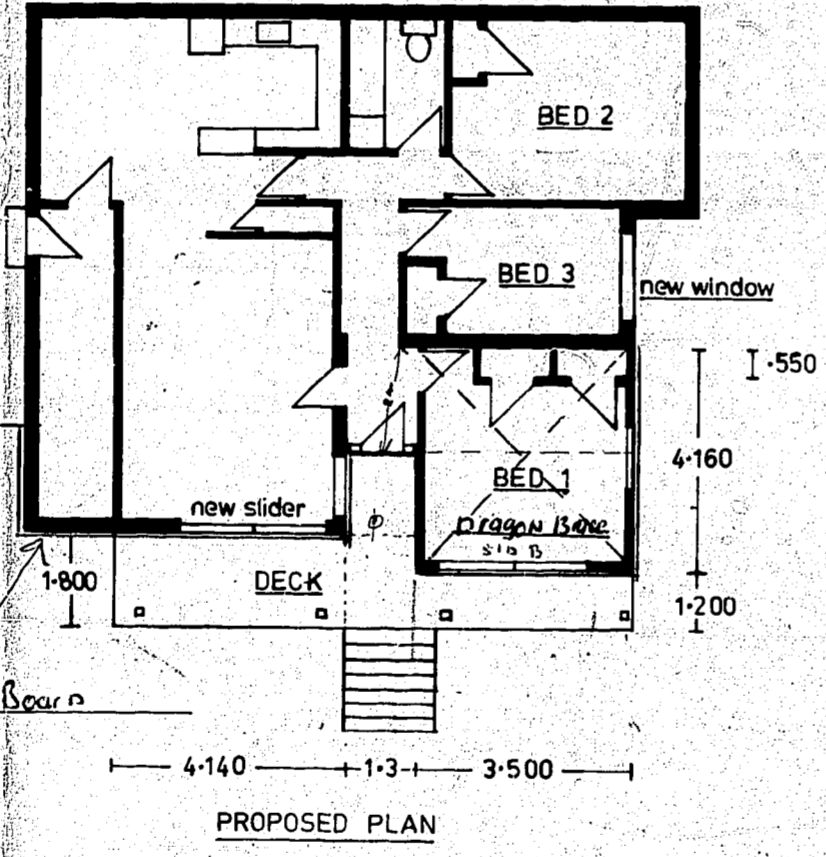 BED 2
BED 3
new window
·550
4·160
BED 1
new slider
Dragon Brace
DECK
1·800
1·200
Board
4·140
1·3
3·500
PROPOSED PLAN